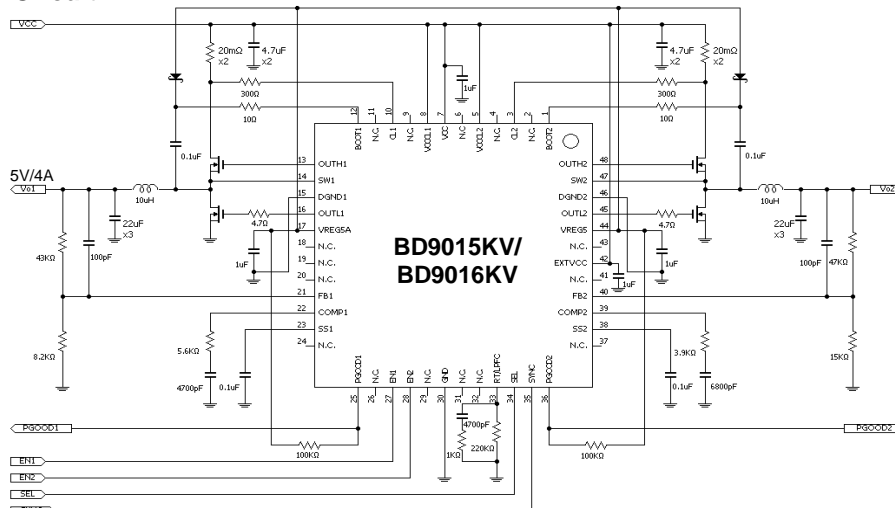 VCC
20mΩ
x2
4.7uF
x2
1uF
4.7uF
x2
20mΩ
x2
300Ω
10Ω
300Ω
10Ω
12
11
10
9
8
7
6
5
4
3
2
1
BOOT1
N.C.
CL1
N.C.
VCCCL1
VCC
N.C.
VCCCL2
N.C.
CL2
N.C.
BOOT2
0.1uF
0.1uF
5V/4A
Vo1
10uH
22uF
x3
43KΩ
100pF
8.2KΩ
4.7Ω
1uF
5.6KΩ
4700pF
0.1uF
13 OUTH1
14 SW1
15 DGND1
16 OUTL1
17 VREG5A
18 N.C.
19 N.C.
20 N.C.
21 FB1
22 COMP1
23 SS1
24 N.C.
BD9015KV/
BD9016KV
OUTH2 48
SW2 47
DGND2 46
OUTL2 45
VREG5 44
N.C. 43
EXTVCC 42
N.C. 41
FB2 40
COMP2 39
SS2 38
N.C. 37
4.7Ω
1uF
1uF
10uH
Vo2
22uF
x3
100pF
47KΩ
15KΩ
3.9KΩ
0.1uF
6800pF
PGOOD1
N.C.
EN1
EN2
N.C.
GND
N.C.
N.C.
RT/LPFC
SEL
SYNC
PGOOD2
25
26
27
28
29
30
31
32
33
34
35
36
4700pF
1KΩ
220KΩ
100KΩ
100KΩ
PGOOD1
PGOOD2
EN1
EN2
SEL